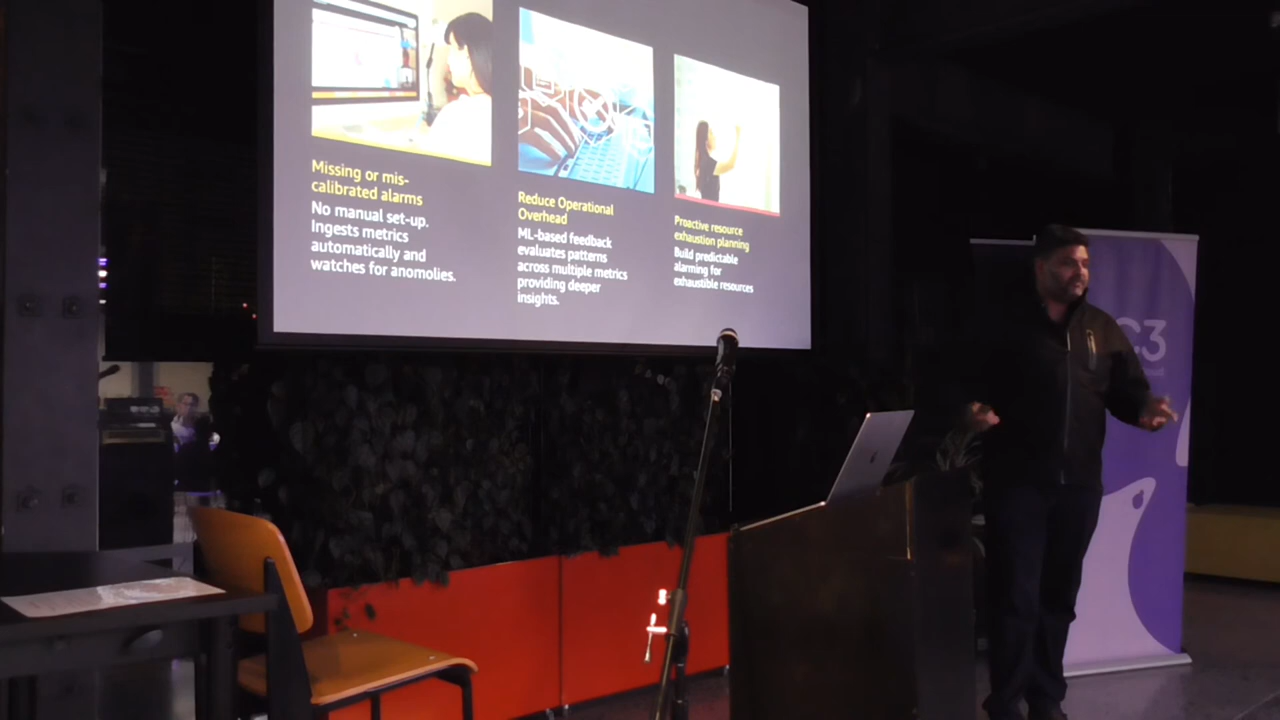 Missing or mis-
calibrated alarms
No manual set-up.
Ingests metrics
automatically and
watches for anomolies.
Reduce Operational
Overhead
ML-based feedback
evaluates patterns
across multiple metrics
providing deeper
insights.
Proactive resource
exhaustion planning
Build predictable
alarming for
exhaustible resources
C3